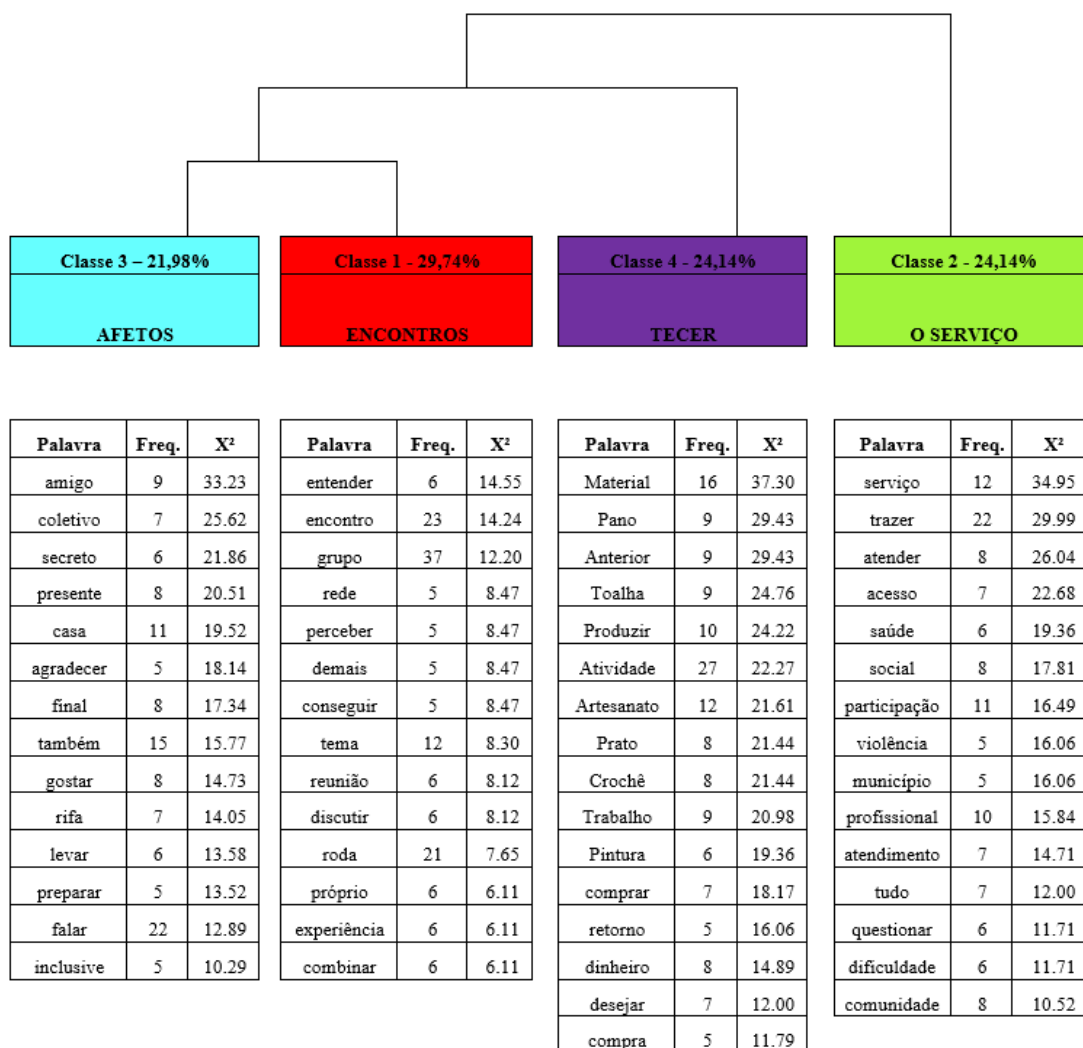 Classe 3 – 21,98%
AFETOS
Classe 1 - 29,74%
ENCONTROS
Classe 4 - 24,14%
TECER
Classe 2 - 24,14%
O SERVIÇO
Palavra Freq. X²
amigo 9 33.23
coletivo 7 25.62
secreto 6 21.86
presente 8 20.51
casa 11 19.52
agradecer 5 18.14
final 8 17.34
também 15 15.77
gostar 8 14.73
rifa 7 14.05
levar 6 13.58
preparar 5 13.52
falar 22 12.89
inclusive 5 10.29
Palavra Freq. X²
entender 6 14.55
encontro 23 14.24
grupo 37 12.20
rede 5 8.47
perceber 5 8.47
demais 5 8.47
conseguir 5 8.47
tema 12 8.30
reunião 6 8.12
discutir 6 8.12
roda 21 7.65
próprio 6 6.11
experiência 6 6.11
combinar 6 6.11
Palavra Freq. X²
Material 16 37.30
Pano 9 29.43
Anterior 9 29.43
Toalha 9 24.76
Produzir 10 24.22
Atividade 27 22.27
Artesanato 12 21.61
Prato 8 21.44
Crochê 8 21.44
Trabalho 9 20.98
Pintura 6 19.36
comprar 7 18.17
retorno 5 16.06
dinheiro 8 14.89
desejar 7 12.00
compra 5 11.79
Palavra Freq. X²
serviço 12 34.95
trazer 22 29.99
atender 8 26.04
acesso 7 22.68
saúde 6 19.36
social 8 17.81
participação 11 16.49
violência 5 16.06
município 5 16.06
profissional 10 15.84
atendimento 7 14.71
tudo 7 12.00
questionar 6 11.71
dificuldade 6 11.71
comunidade 8 10.52